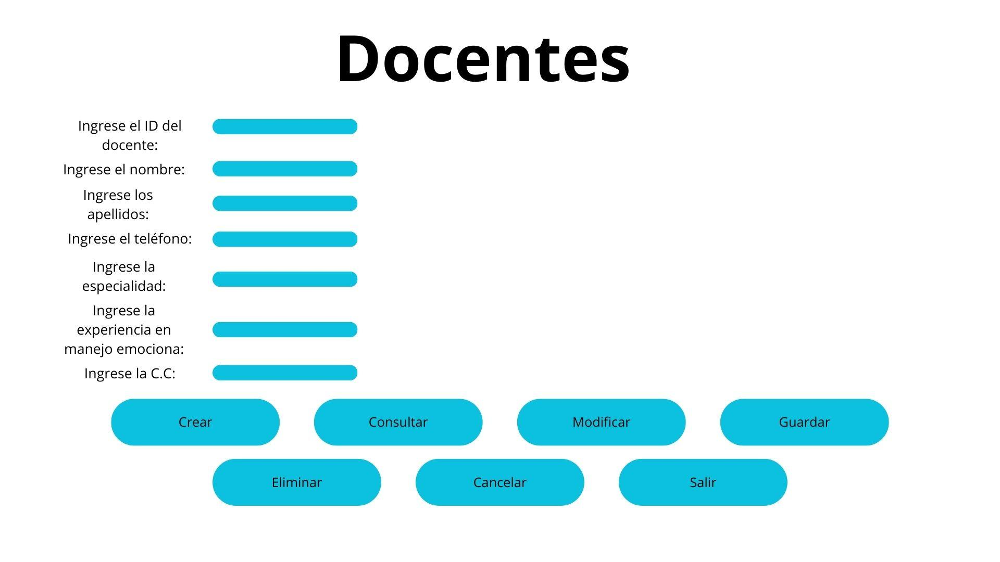 Docentes
Ingrese el ID del
docente:
Ingrese el nombre:
Ingrese los
apellidos:
Ingrese el teléfono:
Ingrese la
especialidad:
Ingrese la
experiencia en
manejo emociona:
Ingrese la C.C:
Crear
Consultar
Modificar
Guardar
Eliminar
Cancelar
Salir